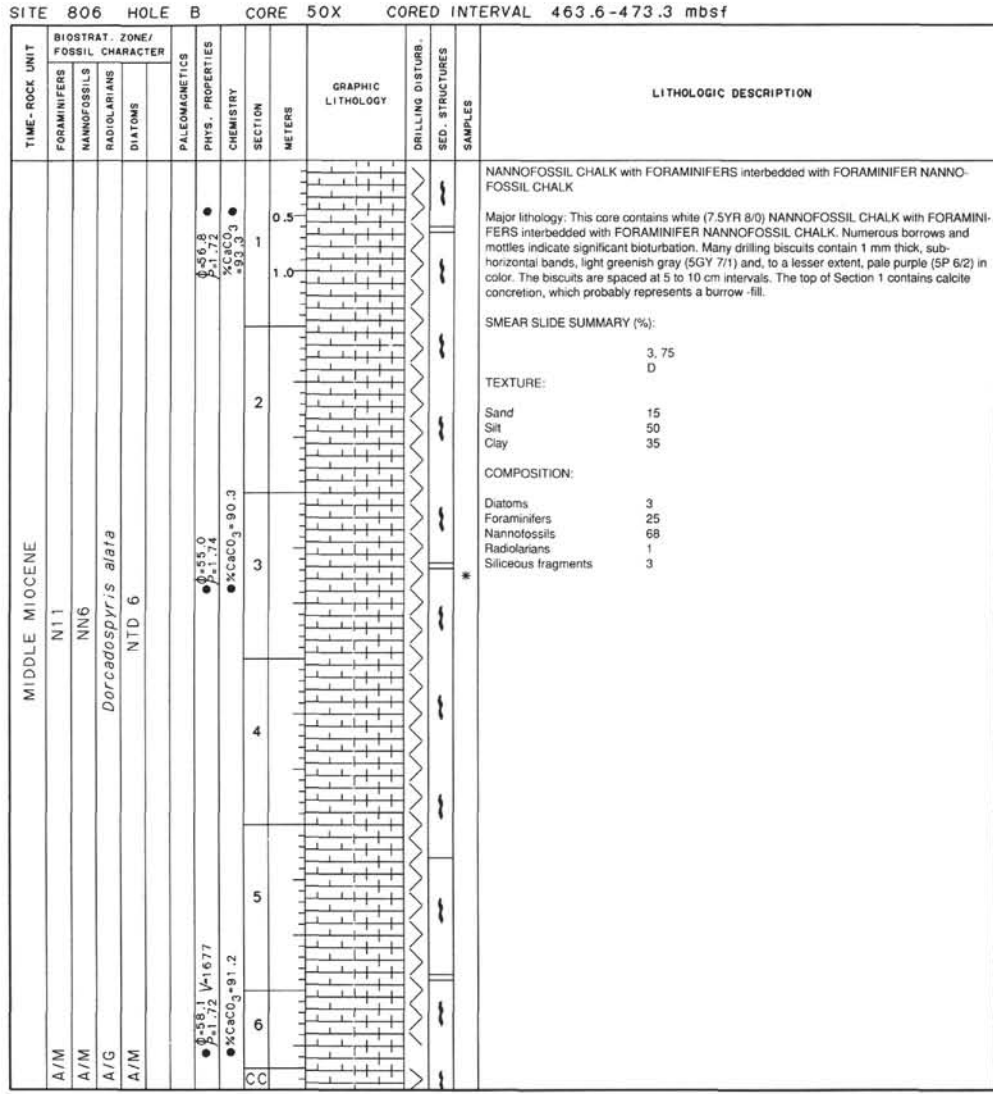 SITE 806 HOLE B CORE 50X CORED INTERVAL 463.6-473.3 mbsf
TIME-ROCK UNIT
BIOSTRAT. ZONE/
FOSSIL CHARACTER
FORAMINIFERS
NANNOFOSSILS
RADIOLARIANS
DIATOMS
PALEOMAGNETICS
PHYS. PROPERTIES
CHEMISTRY
SECTION
METERS
GRAPHIC
LITHOLOGY
DRILLING DISTURB.
SED. STRUCTURES
SAMPLES
LITHOLOGIC DESCRIPTION
MIDDLE MIOCENE
N11
NN6
Dorcadospyris alata
NTD 6
A/M
A/M
A/G
A/M
Φ=56.8
P=1.72
%CaCO3
=93.3
Φ=55.0
P=1.74
%CaCO3=90.3
Φ=58.1 V=1677
P=1.72
%CaCO3=91.2
1
2
3
4
5
6
CC
0.5
1.0
*
NANNOFOSSIL CHALK with FORAMINIFERS interbedded with FORAMINIFER NANNO-
FOSSIL CHALK
Major lithology: This core contains white (7.5YR 8/0) NANNOFOSSIL CHALK with FORAMINI-
FERS interbedded with FORAMINIFER NANNOFOSSIL CHALK. Numerous borrows and
mottles indicate significant bioturbation. Many drilling biscuits contain 1 mm thick, sub-
horizontal bands, light greenish gray (5GY 7/1) and, to a lesser extent, pale purple (5P 6/2) in
color. The biscuits are spaced at 5 to 10 cm intervals. The top of Section 1 contains calcite
concretion, which probably represents a burrow -fill.
SMEAR SLIDE SUMMARY (%):
3, 75
D
TEXTURE:
Sand 15
Silt 50
Clay 35
COMPOSITION:
Diatoms 3
Foraminifers 25
Nannofossils 68
Radiolarians 1
Siliceous fragments 3